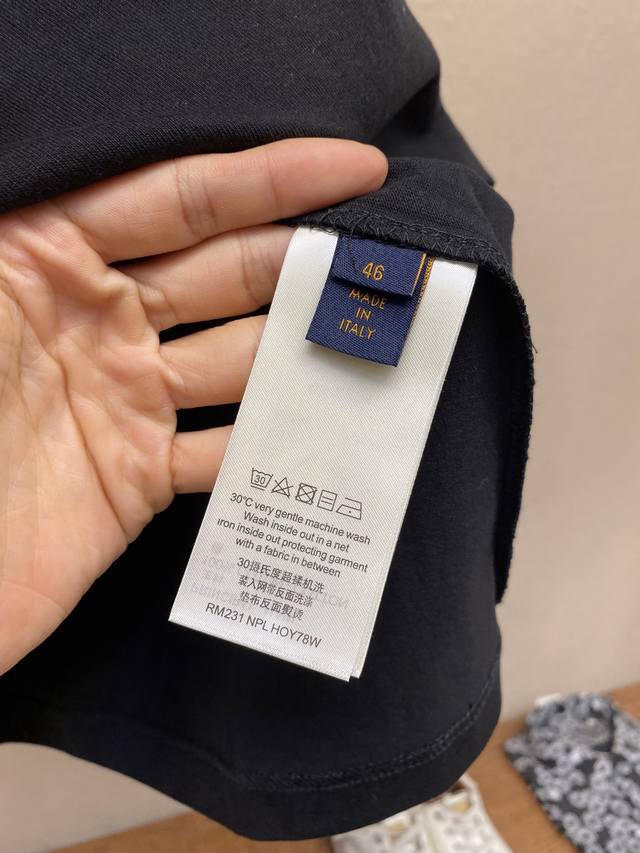 46
MADE
IN
ITALY
30
30°C very gentle machine wash
Wash inside out in a net
iron inside out protecting garment
with a fabric in between
30摄氏度超揉机洗
装入网带反面洗涤
垫布反面熨烫
RM231 NPL HOY78W